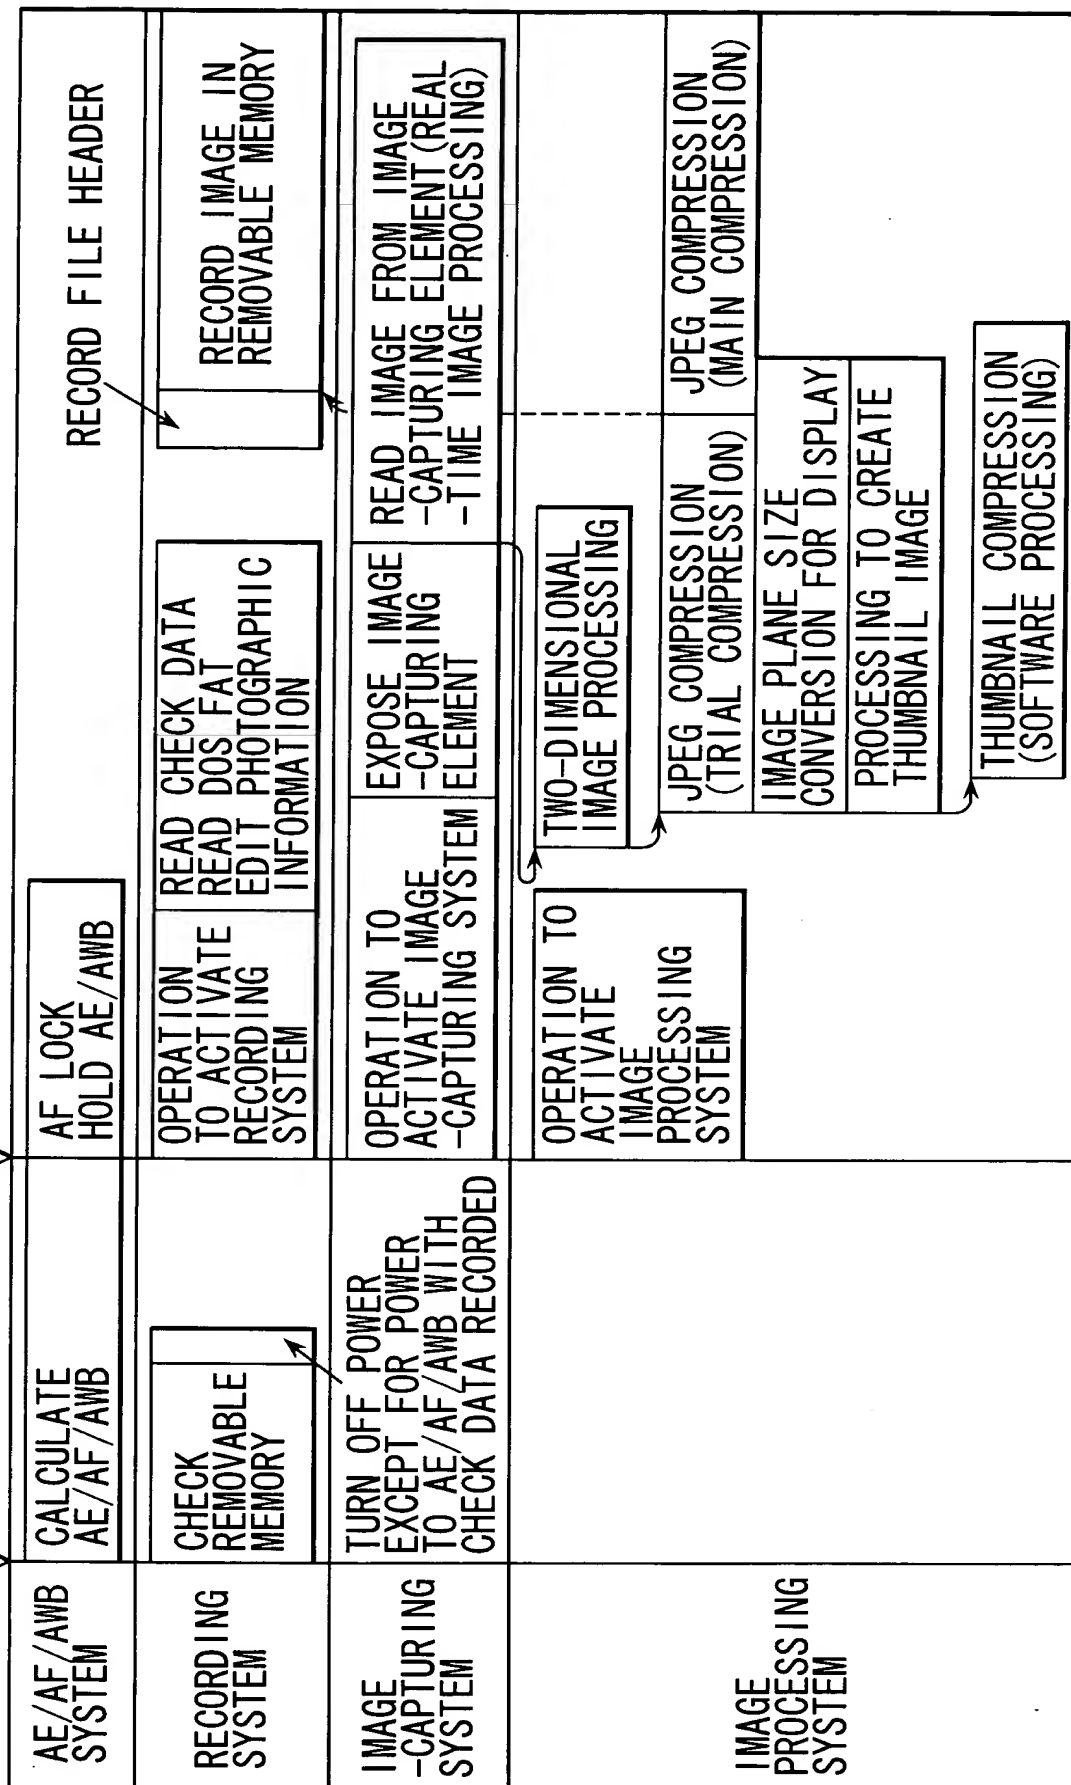 AE/AF/AWB
SYSTEM
CALCULATE
AE/AF/AWB
AF LOCK
HOLD AE/AWB
RECORD FILE HEADER
RECORDING
SYSTEM
CHECK
REMOVABLE
MEMORY
OPERATION
TO ACTIVATE
RECORDING
SYSTEM
READ CHECK DATA
READ DOS FAT
EDIT PHOTOGRAPHIC
INFORMATION
RECORD IMAGE IN
REMOVABLE MEMORY
IMAGE
-CAPTURING
SYSTEM
TURN OFF POWER
EXCEPT FOR POWER
TO AE/AF/AWB WITH
CHECK DATA RECORDED
OPERATION TO
ACTIVATE IMAGE
-CAPTURING SYSTEM
EXPOSE IMAGE
-CAPTURING
ELEMENT
READ IMAGE FROM IMAGE
-CAPTURING ELEMENT(REAL
-TIME IMAGE PROCESSING)
IMAGE
PROCESSING
SYSTEM
OPERATION TO
ACTIVATE
IMAGE
PROCESSING
SYSTEM
TWO-DIMENSIONAL
IMAGE PROCESSING
JPEG COMPRESSION
(TRIAL COMPRESSION)
JPEG COMPRESSION
(MAIN COMPRESSION)
IMAGE PLANE SIZE
CONVERSION FOR DISPLAY
PROCESSING TO CREATE
THUMBNAIL IMAGE
THUMBNAIL COMPRESSION
(SOFTWARE PROCESSING)